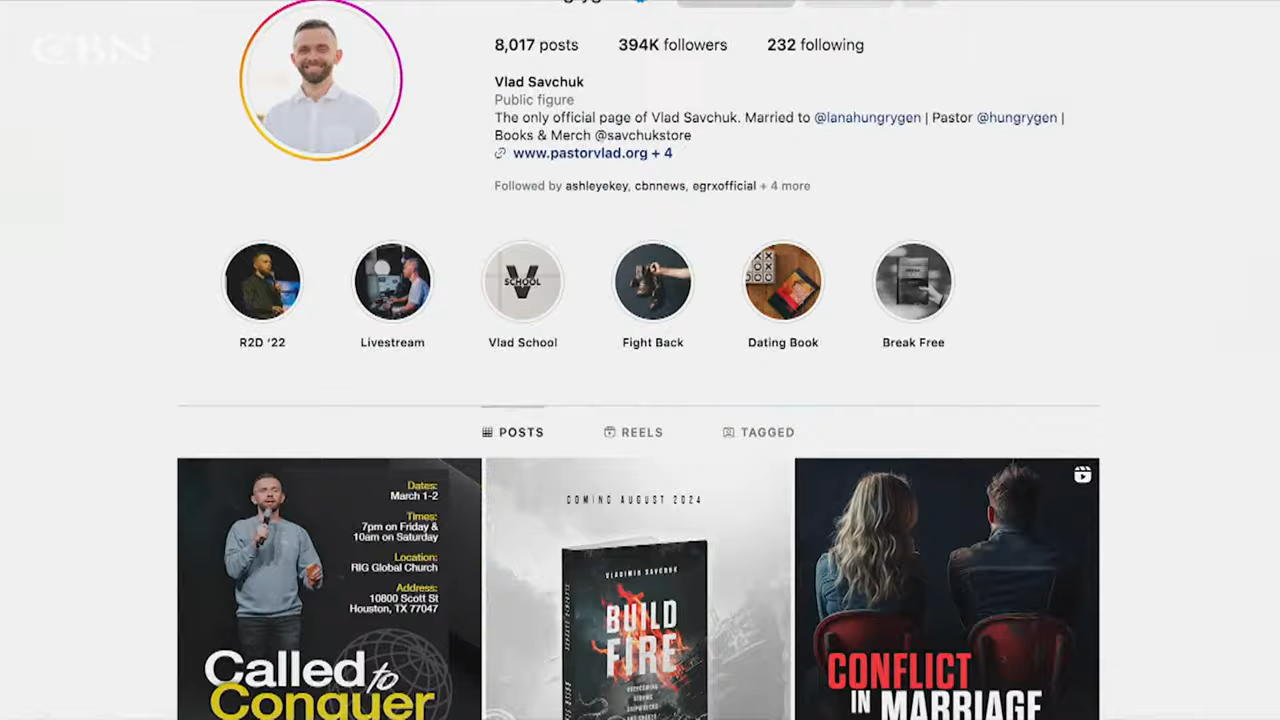 CBN
8,017 posts 394K followers 232 following
Vlad Savchuk
Public figure
The only official page of Vlad Savchuk. Married to @lanahungrygen | Pastor @hungrygen |
Books & Merch @savchukstore
www.pastorvlad.org + 4
Followed by ashleyekey, cbnnews, egrxofficial + 4 more
V
SCHOOL
R2D ‘22
Livestream
Vlad School
Fight Back
Dating Book
Break Free
POSTS
REELS
TAGGED
Dates:
March 1-2
Times:
7pm on Friday &
10am on Saturday
Location:
RIG Global Church
Address:
10800 Scott St
Houston, TX 77047
Called to
Conquer
COMING AUGUST 2024
VLADIMIR SAVCHUK
BUILD
FIRE
OVERCOMING
STORMS
SHIPWRECKS
CONFLICT
IN MARRIAGE